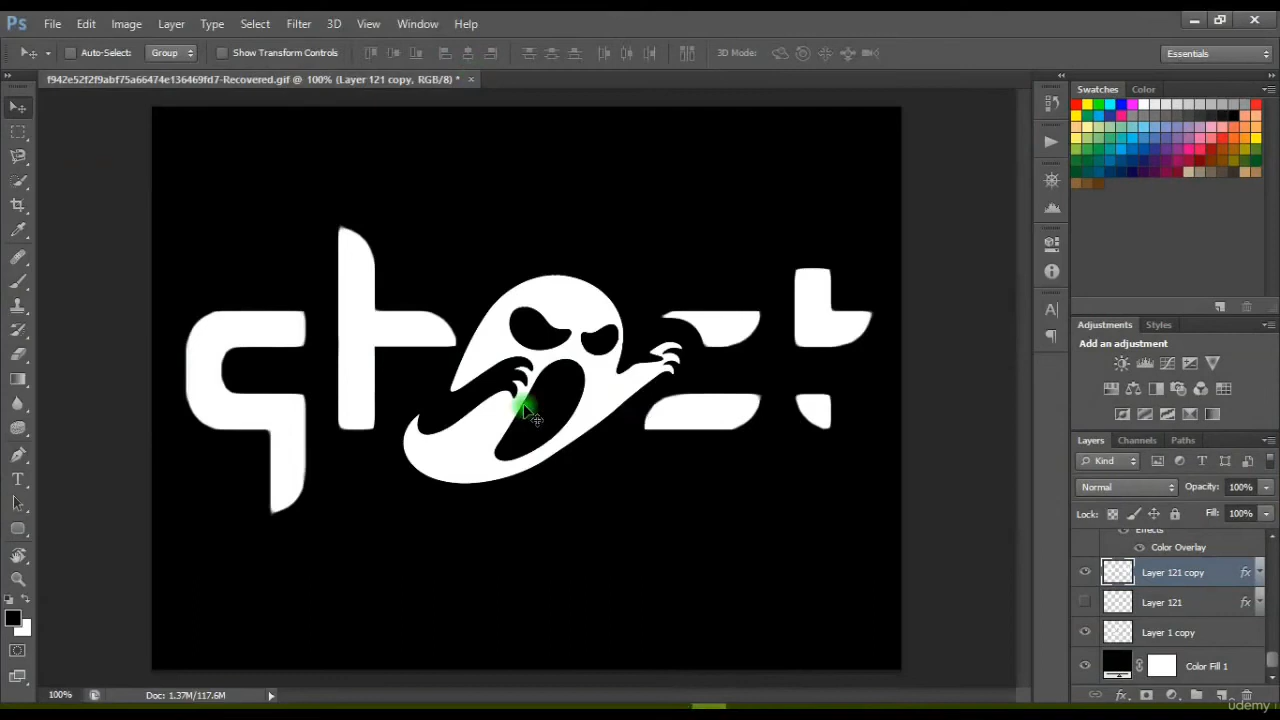 Ps File Edit Image Layer Type Select Filter 3D View Window Help
Auto-Select: Group Show Transform Controls 3D Mode: Essentials
f942e52f2f9abf75a66474e136469fd7-Recovered.gif @ 100% (Layer 121 copy, RGB/8) * ×
Swatches Color
ghost
Adjustments Styles
Add an adjustment
Layers Channels Paths
Kind
Normal Opacity: 100%
Lock: Fill: 100%
Effects
Color Overlay
Layer 121 copy fx
Layer 121 fx
Layer 1 copy
Color Fill 1
100% Doc: 1.37M/117.6M
udemy